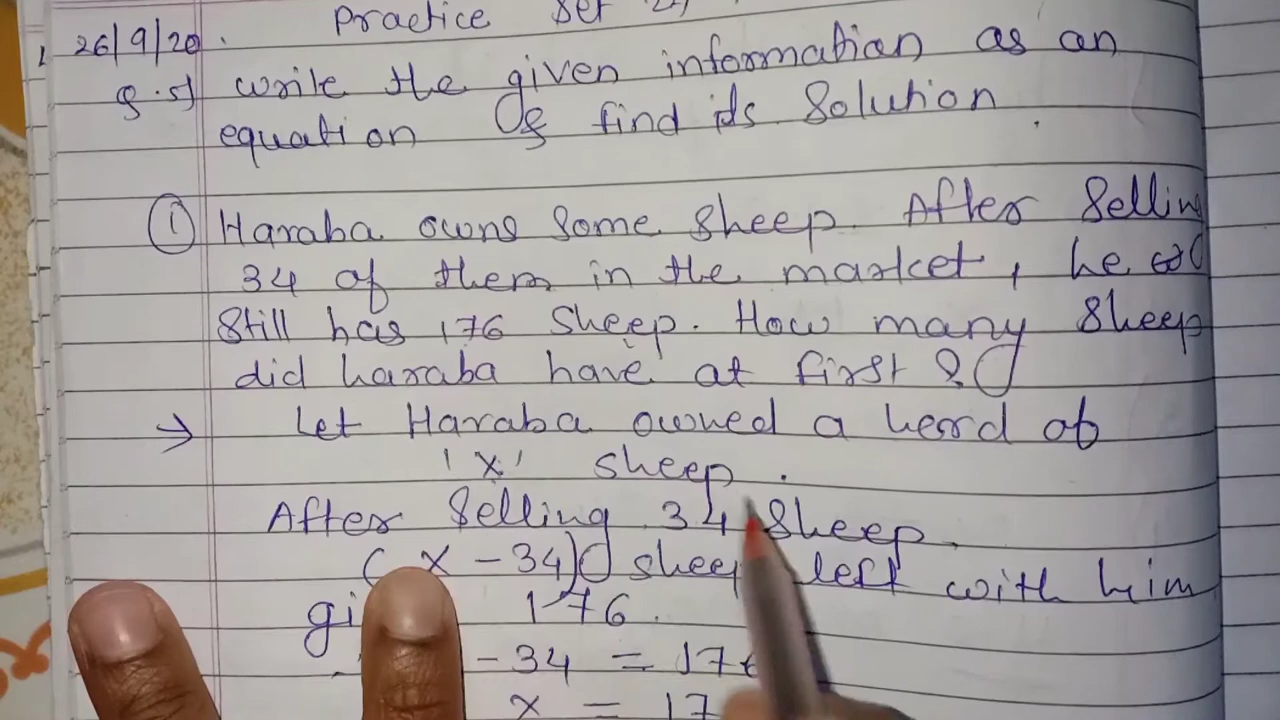 Practice Set
26/9/20.
Q.5) write the given information as an
equation & find its Solution
① Haraba owns some sheep. After Selling
34 of them in the market, he
Still has 176 sheep. How many sheep
did haraba have at first ?
→ Let Haraba owned a herd of
'x' sheep.
After Selling 34 sheep.
(x - 34) sheep left with him
176.
- 34 = 176
x = 17